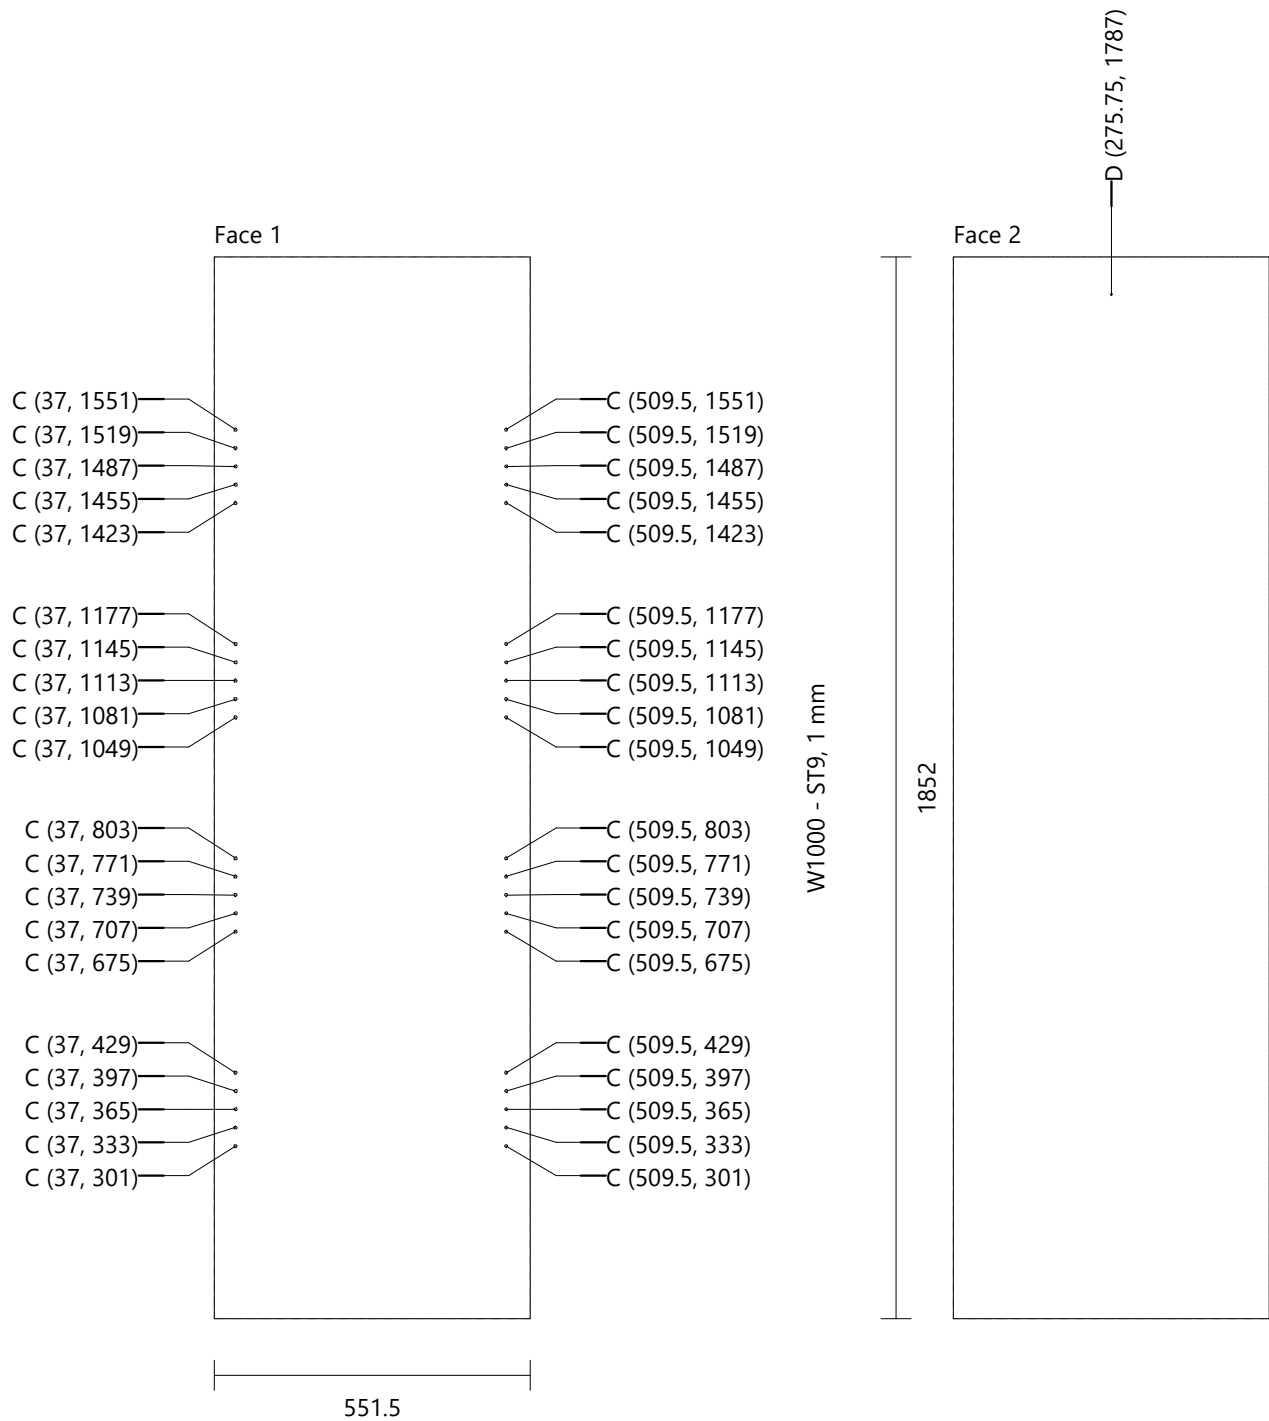 D (275.75, 1787)
Face 1
Face 2
C (37, 1551)
C (509.5, 1551)
C (37, 1519)
C (509.5, 1519)
C (37, 1487)
C (509.5, 1487)
C (37, 1455)
C (509.5, 1455)
C (37, 1423)
C (509.5, 1423)
C (37, 1177)
C (509.5, 1177)
C (37, 1145)
C (509.5, 1145)
C (37, 1113)
C (509.5, 1113)
C (37, 1081)
C (509.5, 1081)
C (37, 1049)
C (509.5, 1049)
W1000 - ST9, 1 mm
1852
C (37, 803)
C (509.5, 803)
C (37, 771)
C (509.5, 771)
C (37, 739)
C (509.5, 739)
C (37, 707)
C (509.5, 707)
C (37, 675)
C (509.5, 675)
C (37, 429)
C (509.5, 429)
C (37, 397)
C (509.5, 397)
C (37, 365)
C (509.5, 365)
C (37, 333)
C (509.5, 333)
C (37, 301)
C (509.5, 301)
551.5